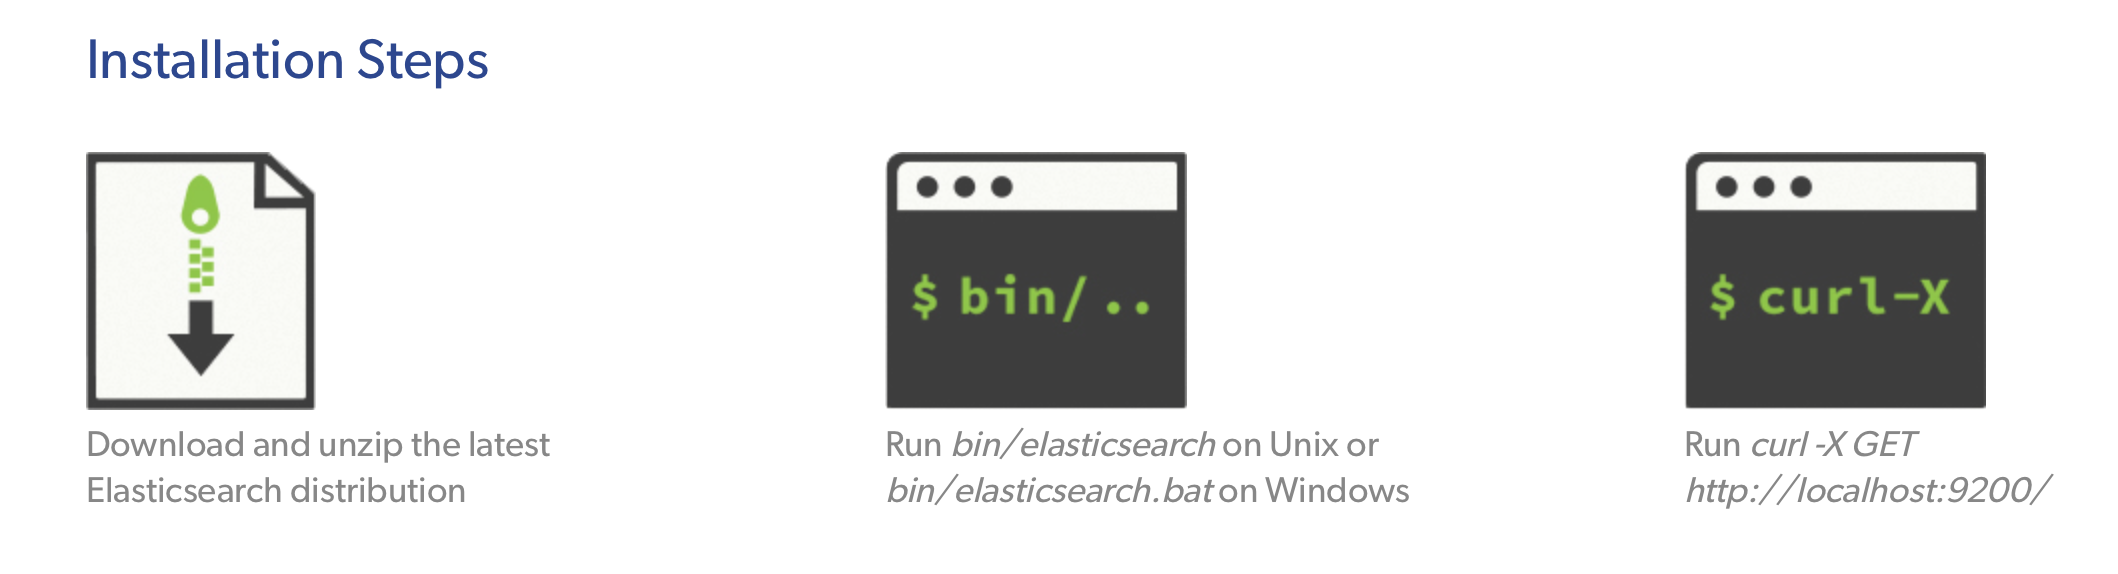 Installation Steps
$ bin/..
Download and unzip the latest
Elasticsearch distribution
Run bin/elasticsearch on Unix or
bin/elasticsearch.bat on Windows
$ curl-X
Run curl -X GET
http://localhost:9200/